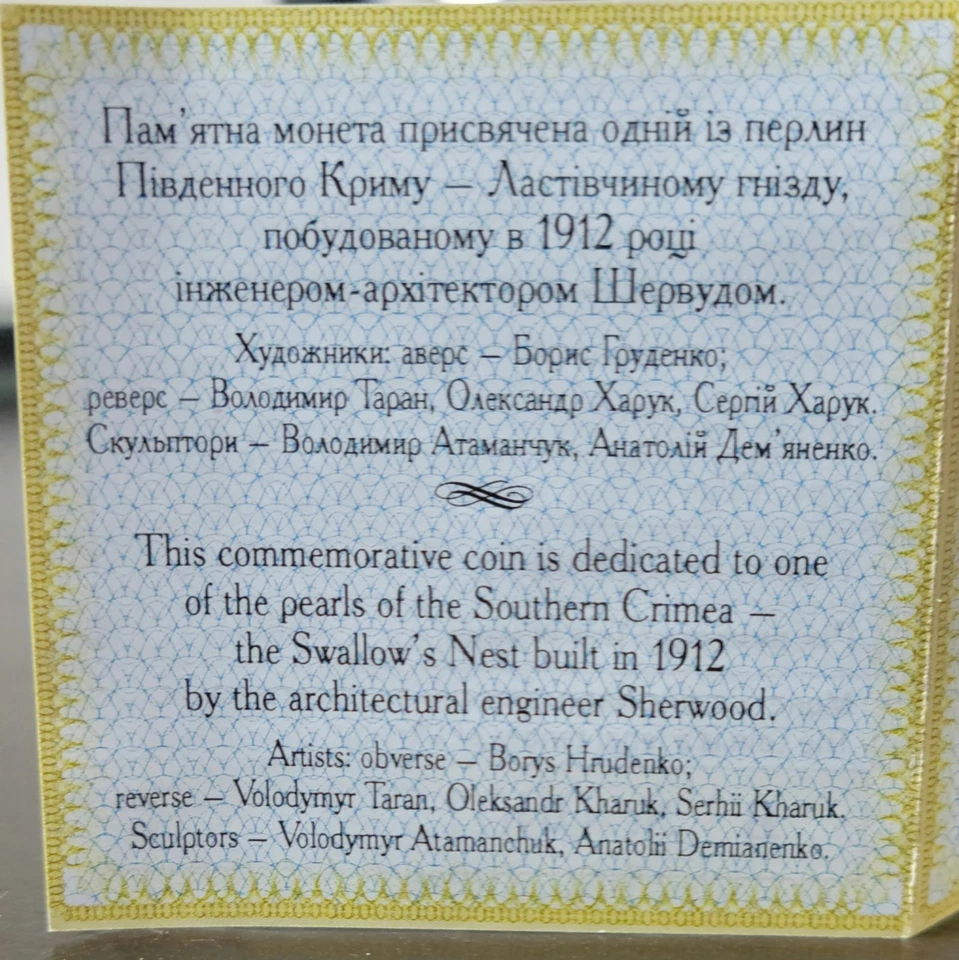 Пам'ятна монета присвячена одній із перлин
Південного Криму – Ластівчиному гнізду,
побудованому в 1912 році
інженером-архітектором Шервудом.
Художники: аверс – Борис Груденко;
реверс – Володимир Таран, Олександр Харук, Сергій Харук.
Скульптори – Володимир Атаманчук, Анатолій Дем'яненко.
This commemorative coin is dedicated to one
of the pearls of the Southern Crimea –
the Swallow's Nest built in 1912
by the architectural engineer Sherwood.
Artists: obverse – Borys Hrudenko;
reverse – Volodymyr Taran, Oleksandr Kharuk, Serhii Kharuk.
Sculptors – Volodymyr Atamanchuk, Anatolii Demianenko.